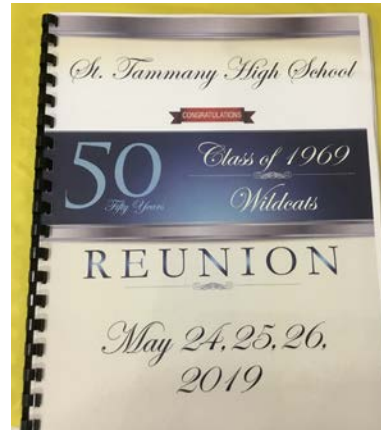 St. Tammany High School
CONGRATULATIONS
50
Fifty Years
Class of 1969
Wildcats
REUNION
May 24, 25, 26,
2019